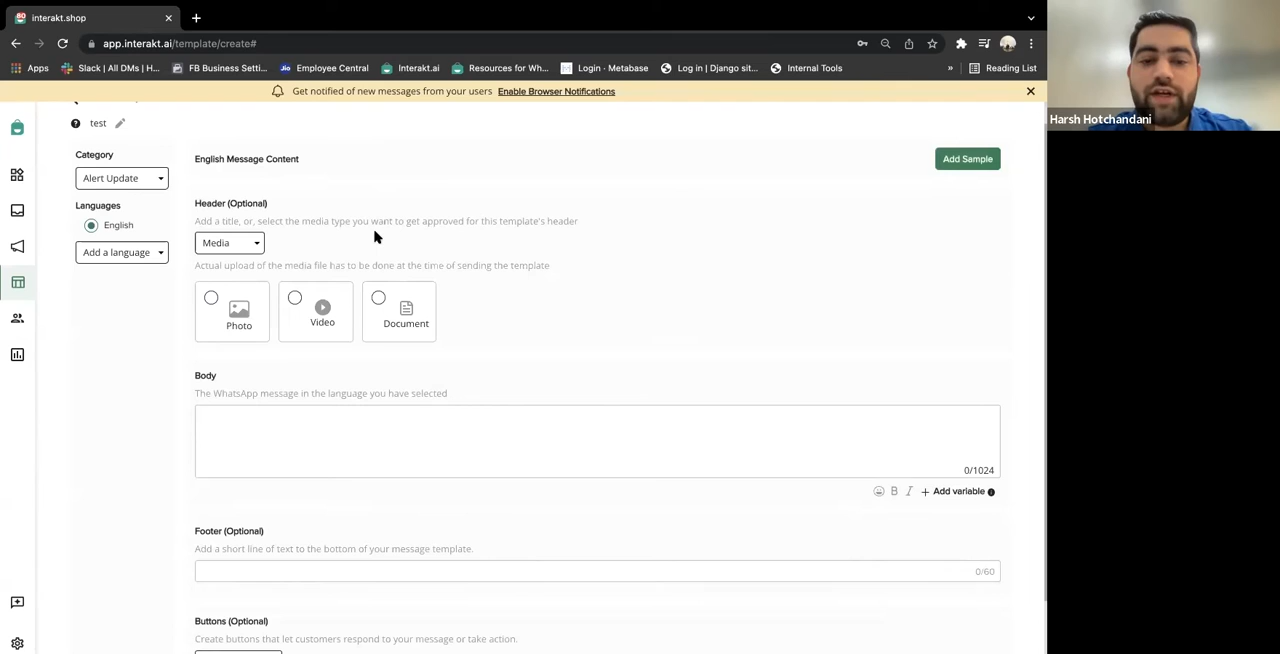 interakt.shop
app.interakt.ai/template/create#
Apps
Slack | All DMs | H...
FB Business Setti...
Employee Central
Interakt.ai
Resources for Wh...
Login · Metabase
Log in | Django sit...
Internal Tools
»
Reading List
Get notified of new messages from your users Enable Browser Notifications
Harsh Hotchandani
test
Category
Alert Update
Languages
English
Add a language
English Message Content
Add Sample
Header (Optional)
Add a title, or, select the media type you want to get approved for this template's header
Media
Actual upload of the media file has to be done at the time of sending the template
Photo
Video
Document
Body
The WhatsApp message in the language you have selected
0/1024
B I + Add variable
Footer (Optional)
Add a short line of text to the bottom of your message template.
0/60
Buttons (Optional)
Create buttons that let customers respond to your message or take action.